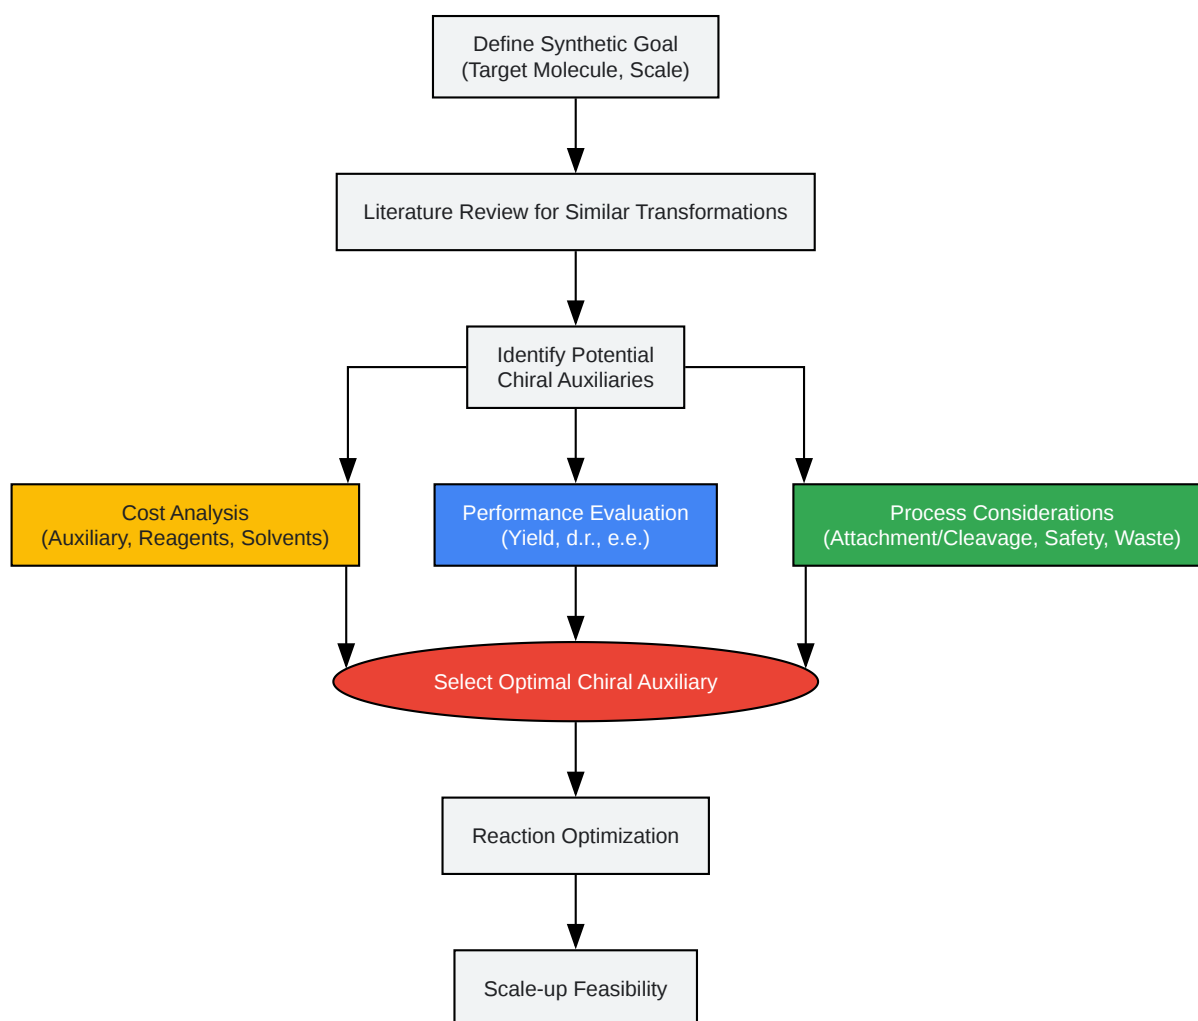 Define Synthetic Goal
(Target Molecule, Scale)
Literature Review for Similar Transformations
Identify Potential
Chiral Auxiliaries
Cost Analysis
(Auxiliary, Reagents, Solvents)
Performance Evaluation
(Yield, d.r., e.e.)
Process Considerations
(Attachment/Cleavage, Safety, Waste)
Select Optimal Chiral Auxiliary
Reaction Optimization
Scale-up Feasibility